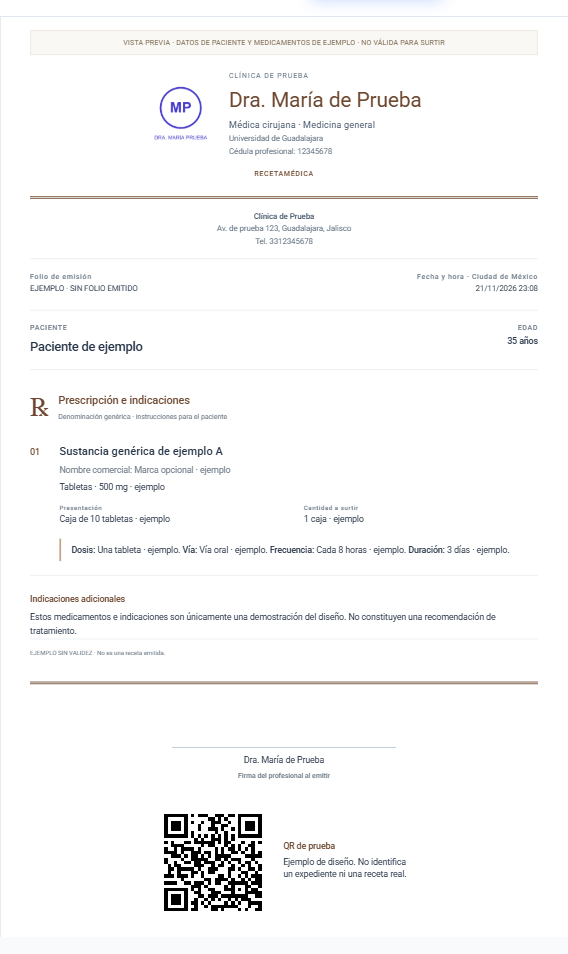 VISTA PREVIA · DATOS DE PACIENTE Y MEDICAMENTOS DE EJEMPLO · NO VÁLIDA PARA SURTIR
CLÍNICA DE PRUEBA
MP
Dra. María de Prueba
DRA. MARÍA PRUEBA
Médica cirujana · Medicina general
Universidad de Guadalajara
Cédula profesional: 12345678
RECETAMÉDICA
Clínica de Prueba
Av. de prueba 123, Guadalajara, Jalisco
Tel. 3312345678
Folio de emisión
EJEMPLO · SIN FOLIO EMITIDO
Fecha y hora · Ciudad de México
21/11/2026 23:08
PACIENTE
Paciente de ejemplo
EDAD
35 años
℞ Prescripción e indicaciones
Denominación genérica · instrucciones para el paciente
01 Sustancia genérica de ejemplo A
Nombre comercial: Marca opcional · ejemplo
Tabletas · 500 mg · ejemplo
Presentación
Caja de 10 tabletas · ejemplo
Cantidad a surtir
1 caja · ejemplo
Dosis: Una tableta · ejemplo. Vía: Vía oral · ejemplo. Frecuencia: Cada 8 horas · ejemplo. Duración: 3 días · ejemplo.
Indicaciones adicionales
Estos medicamentos e indicaciones son únicamente una demostración del diseño. No constituyen una recomendación de
tratamiento.
EJEMPLO SIN VALIDEZ · No es una receta emitida.
Dra. María de Prueba
Firma del profesional al emitir
QR de prueba
Ejemplo de diseño. No identifica
un expediente ni una receta real.